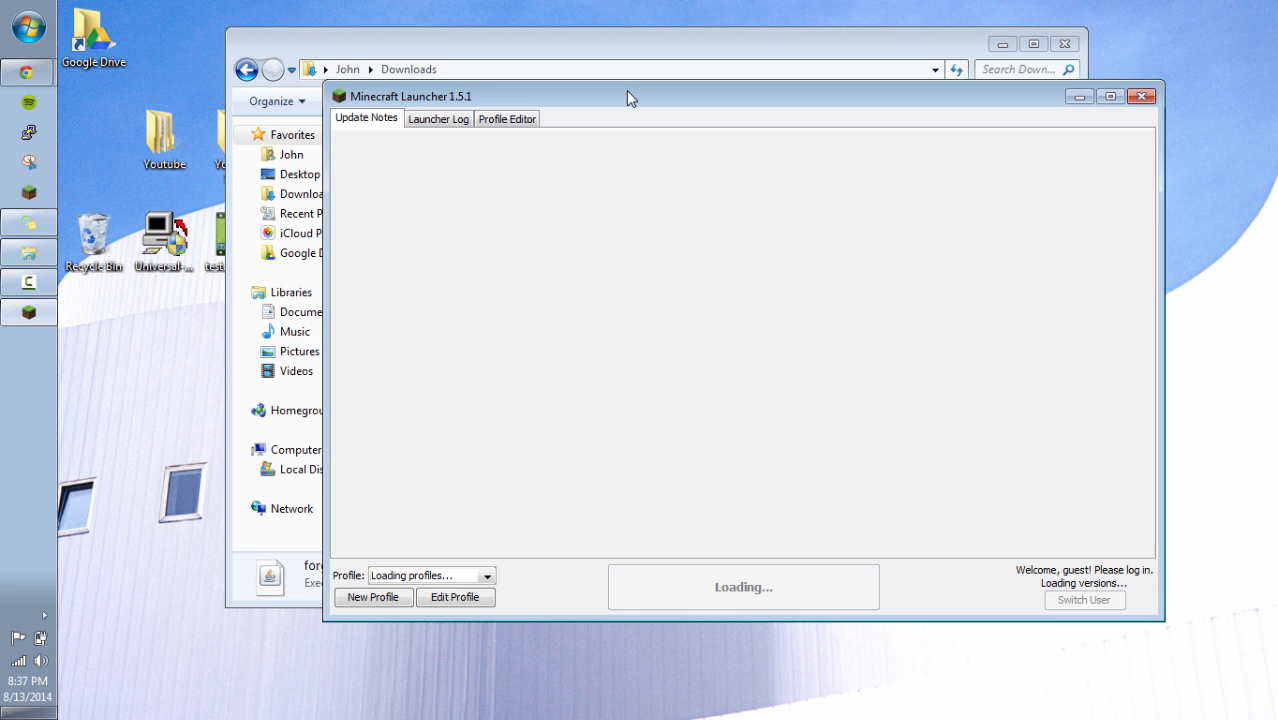 Google Drive
Youtube
Recycle Bin
Universal-...
8:37 PM
8/13/2014
John
Downloads
Search Down...
Organize
Favorites
John
Desktop
Recent P
iCloud P
Google D
Libraries
Docume
Music
Pictures
Videos
Homegrou
Computer
Local Dis
Network
Minecraft Launcher 1.5.1
Update Notes
Launcher Log
Profile Editor
Profile:
Loading profiles...
New Profile
Edit Profile
Loading...
Welcome, guest! Please log in.
Loading versions...
Switch User